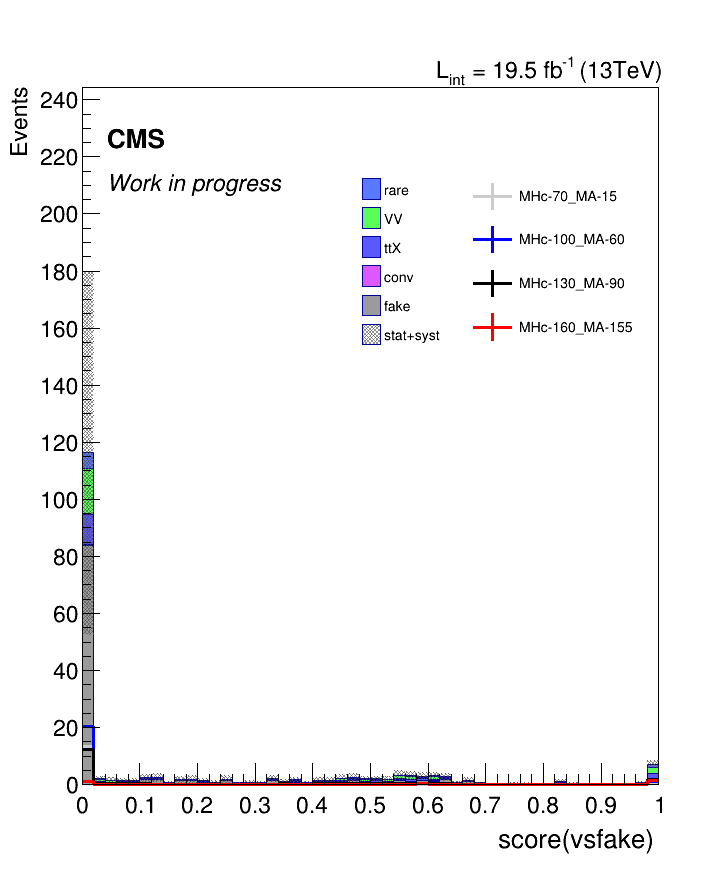 L_int = 19.5 fb^-1 (13TeV)
Events
240
220
200
180
160
140
120
100
80
60
40
20
0
CMS
Work in progress
rare
VV
ttX
conv
fake
stat+syst
MHc-70_MA-15
MHc-100_MA-60
MHc-130_MA-90
MHc-160_MA-155
0 0.1 0.2 0.3 0.4 0.5 0.6 0.7 0.8 0.9 1
score(vsfake)